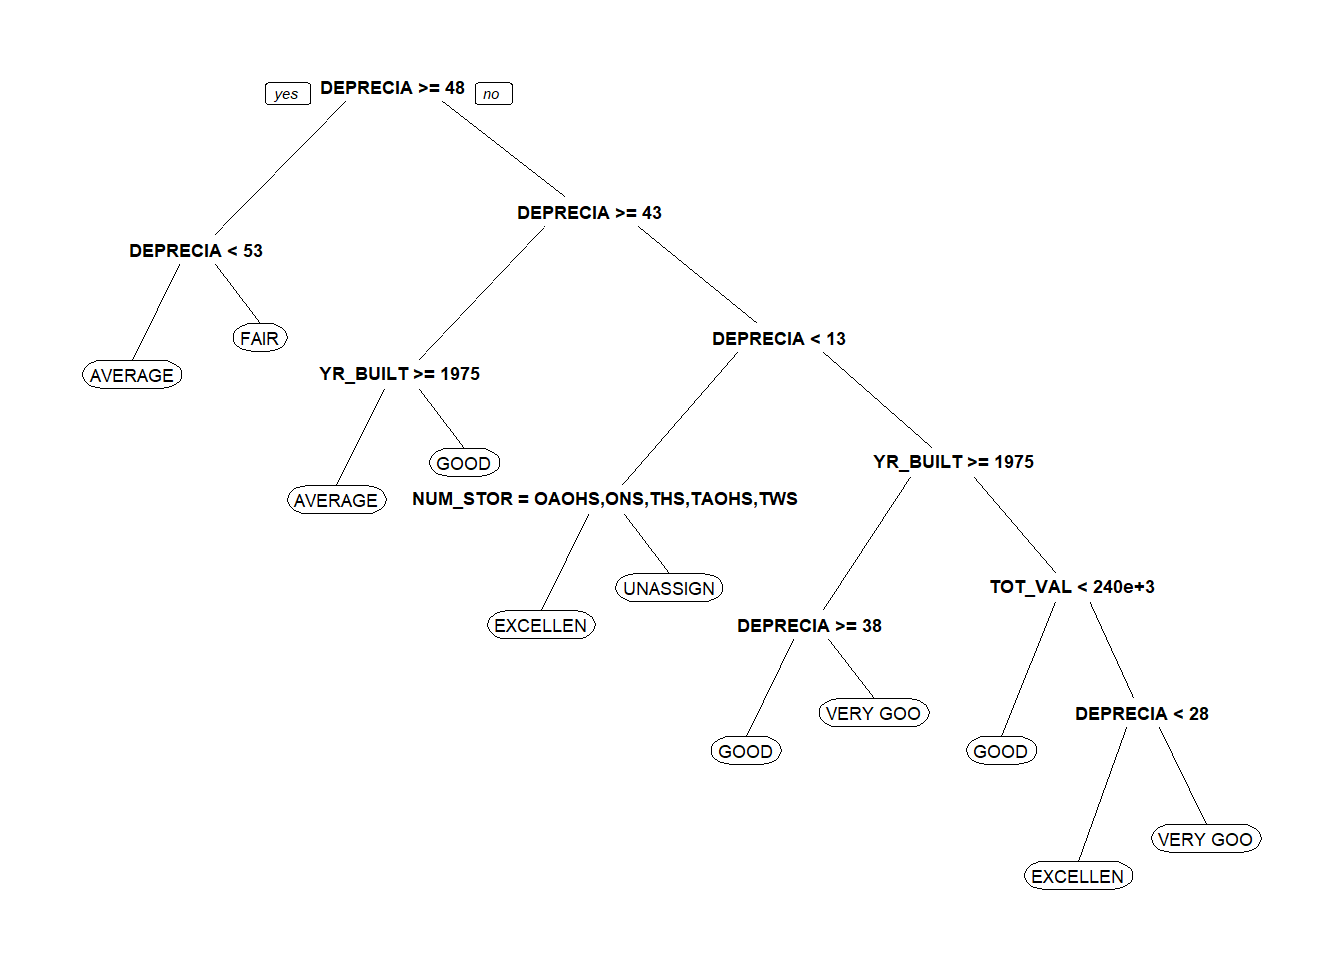 yes DEPRECIA >= 48 no
DEPRECIA >= 43
DEPRECIA < 53
FAIR
DEPRECIA < 13
AVERAGE
YR_BUILT >= 1975
GOOD
YR_BUILT >= 1975
AVERAGE
NUM_STOR = OAOHS,ONS,THS,TAOHS,TWS
UNASSIGN
TOT_VAL < 240e+3
EXCELLEN
DEPRECIA >= 38
VERY GOO
DEPRECIA < 28
GOOD
GOOD
VERY GOO
EXCELLEN